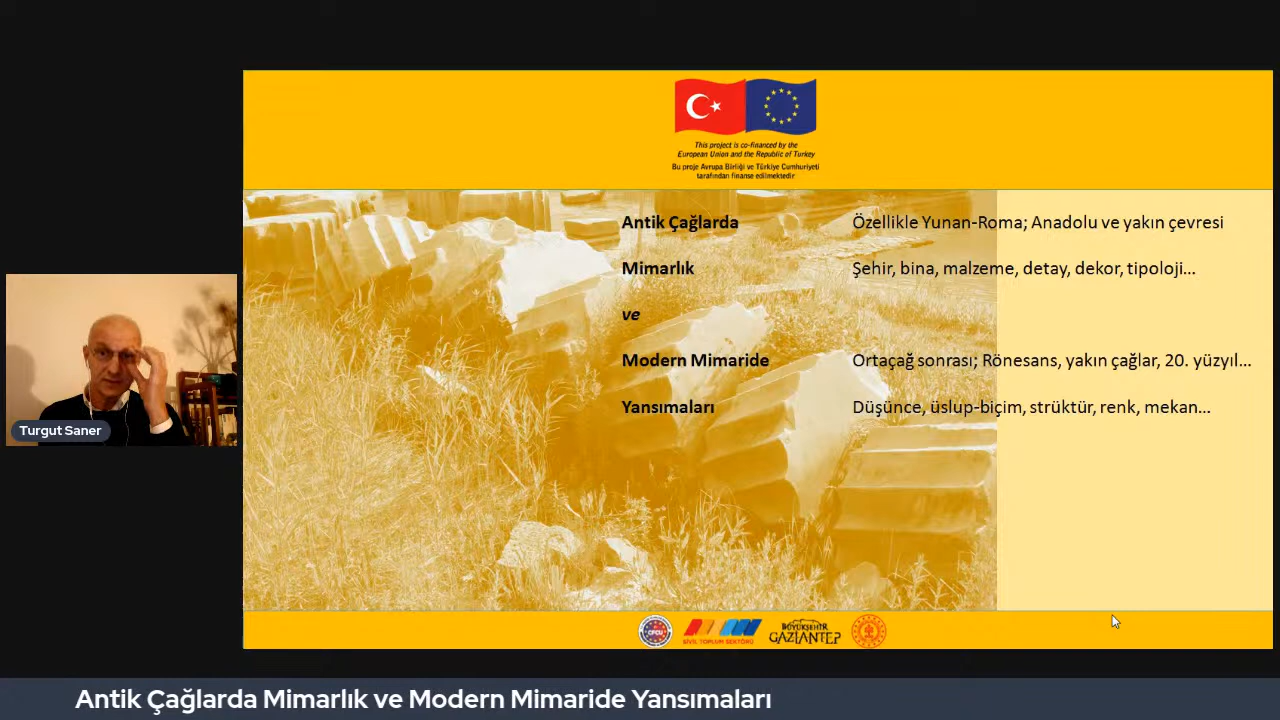 This project is co-financed by the
European Union and the Republic of Turkey
Bu proje Avrupa Birliği ve Türkiye Cumhuriyeti
tarafından finanse edilmektedir
Antik Çağlarda Özellikle Yunan-Roma; Anadolu ve yakın çevresi
Mimarlık Şehir, bina, malzeme, detay, dekor, tipoloji...
ve
Modern Mimaride Ortaçağ sonrası; Rönesans, yakın çağlar, 20. yüzyıl...
Yansımaları Düşünce, üslup-biçim, strüktür, renk, mekan...
Turgut Saner
CFCU
SİVİL TOPLUM SEKTÖRÜ
BÜYÜKŞEHİR
GAZİANTEP
Antik Çağlarda Mimarlık ve Modern Mimaride Yansımaları